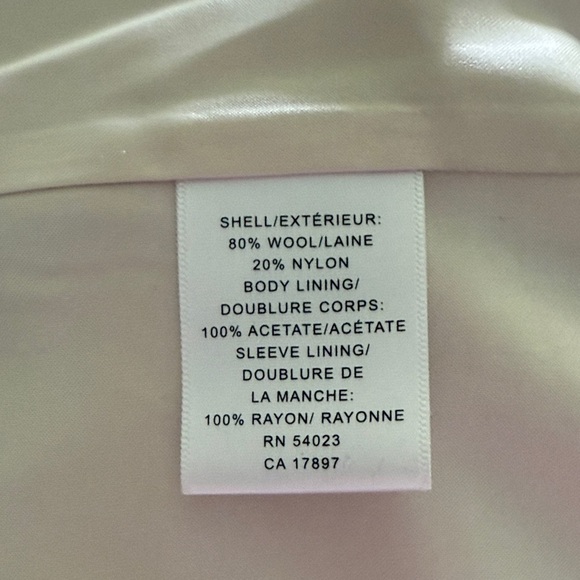 SHELL/EXTÉRIEUR:
80% WOOL/LAINE
20% NYLON
BODY LINING/
DOUBLURE CORPS:
100% ACETATE/ACÉTATE
SLEEVE LINING/
DOUBLURE DE
LA MANCHE:
100% RAYON/ RAYONNE
RN 54023
CA 17897